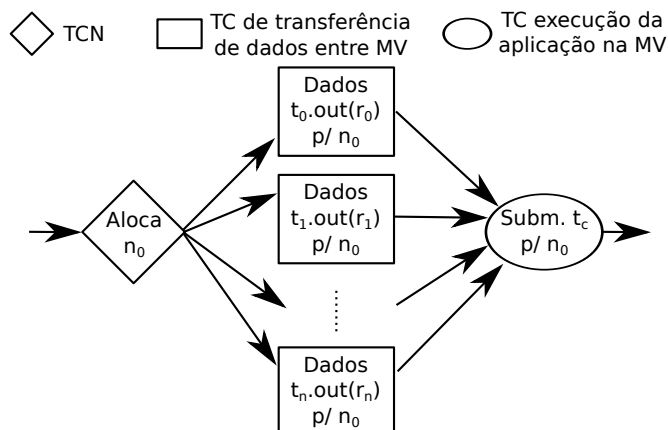 TCN
TC de transferência
de dados entre MV
TC execução da
aplicação na MV
Dados
t₀.out(r₀)
p/ n₀
Dados
t₁.out(r₁)
p/ n₀
Aloca
n₀
Subm. t꜀
p/ n₀
Dados
tₙ.out(rₙ)
p/ n₀